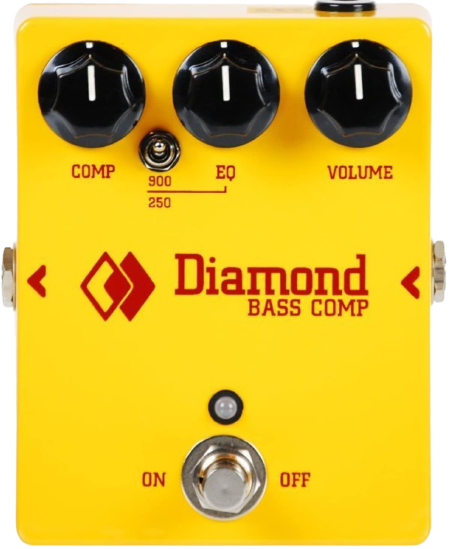 COMP EQ VOLUME
900
250
Diamond
BASS COMP
ON OFF